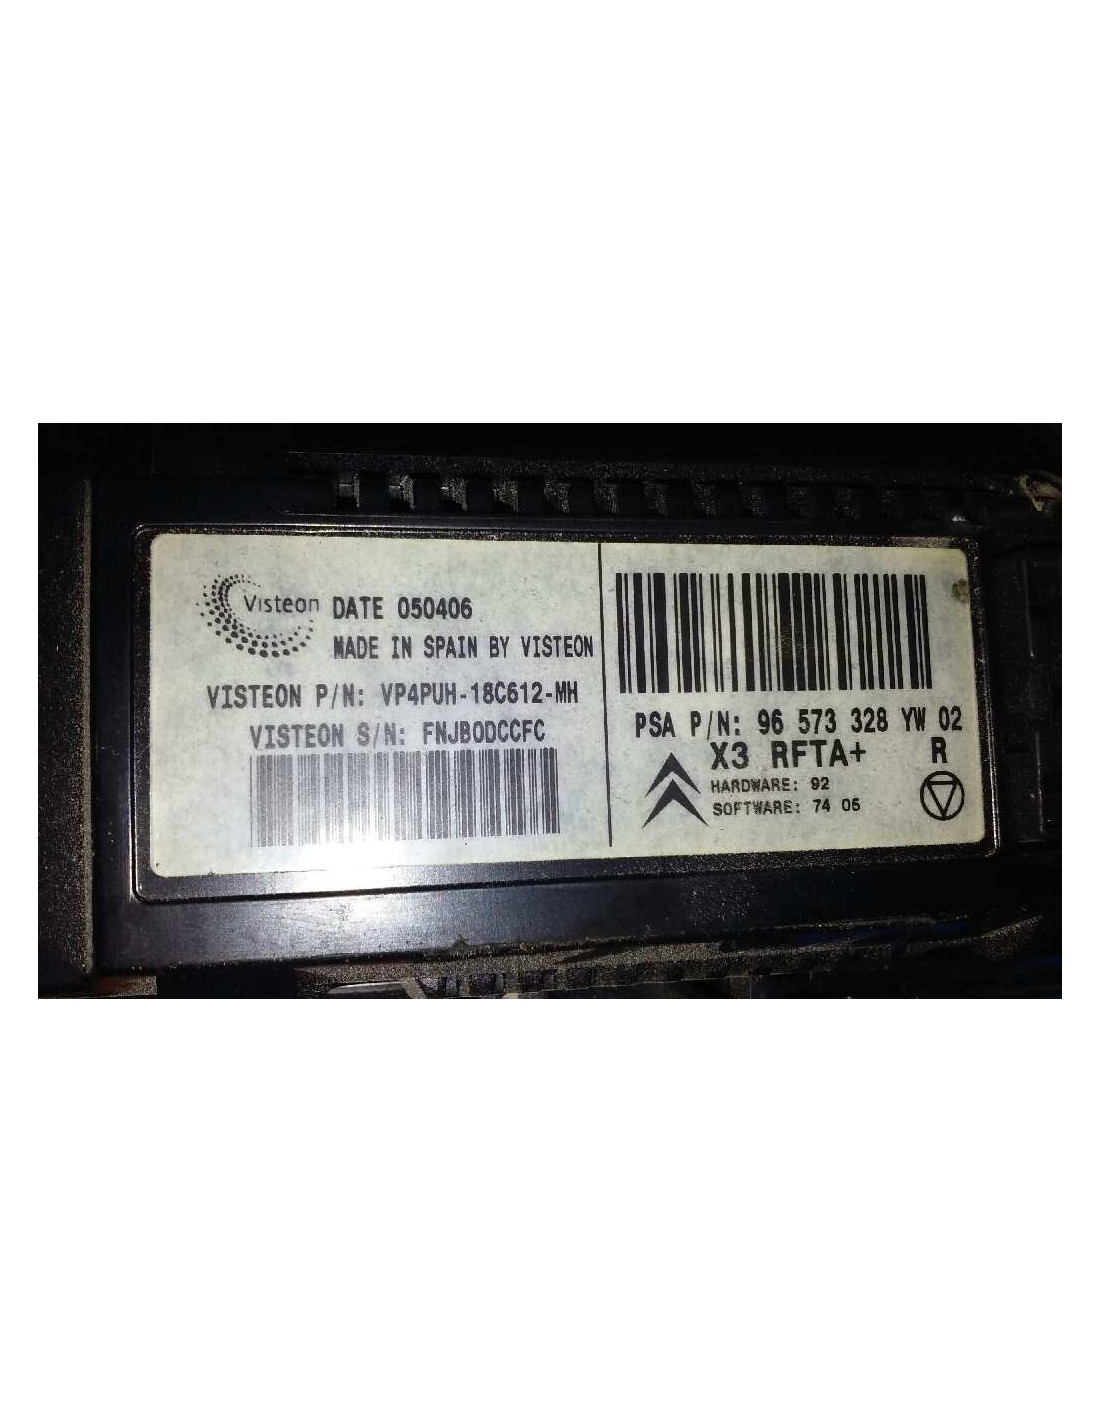 Visteon DATE 050406
MADE IN SPAIN BY VISTEON
VISTEON P/N: VP4PUH-18C612-MH
VISTEON S/N: FNJBODCCFC
PSA P/N: 96 573 328 YW 02
X3 RFTA+ R
HARDWARE: 92
SOFTWARE: 74 05